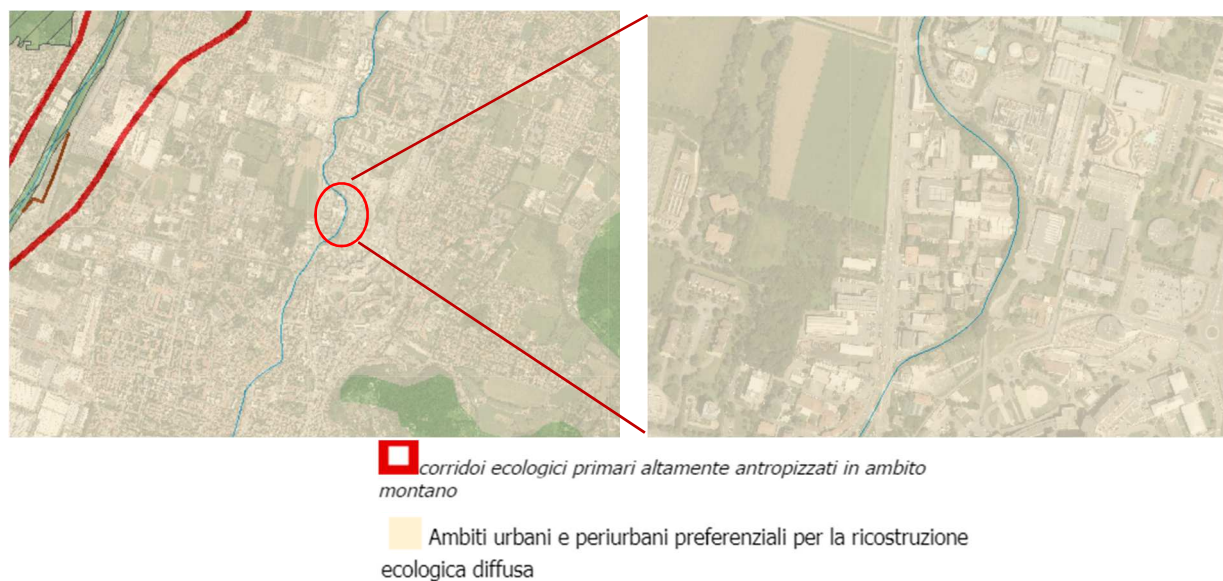 corridoi ecologici primari altamente antropizzati in ambito
montano
Ambiti urbani e periurbani preferenziali per la ricostruzione
ecologica diffusa